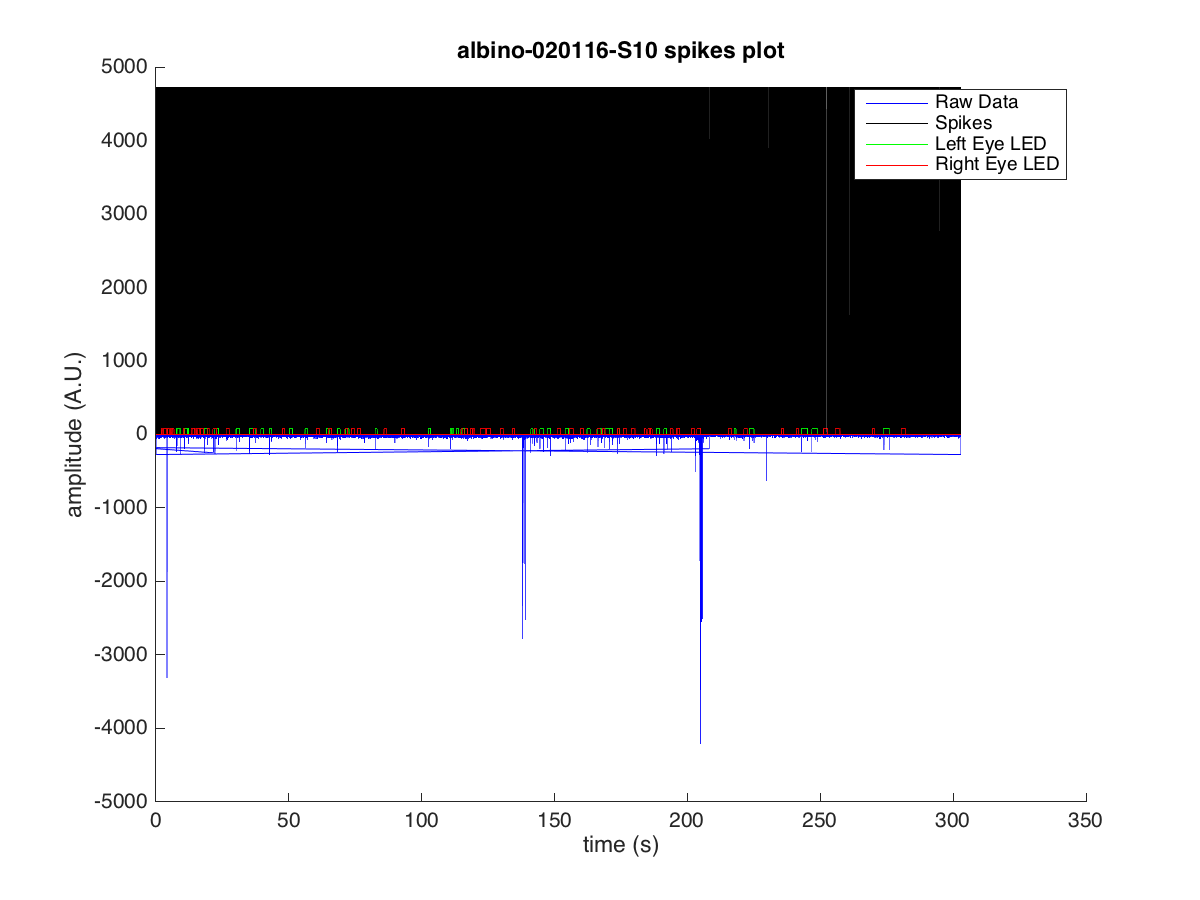 albino-020116-S10 spikes plot
5000
4000
3000
2000
1000
0
-1000
-2000
-3000
-4000
-5000
amplitude (A.U.)
Raw Data
Spikes
Left Eye LED
Right Eye LED
0 50 100 150 200 250 300 350
time (s)